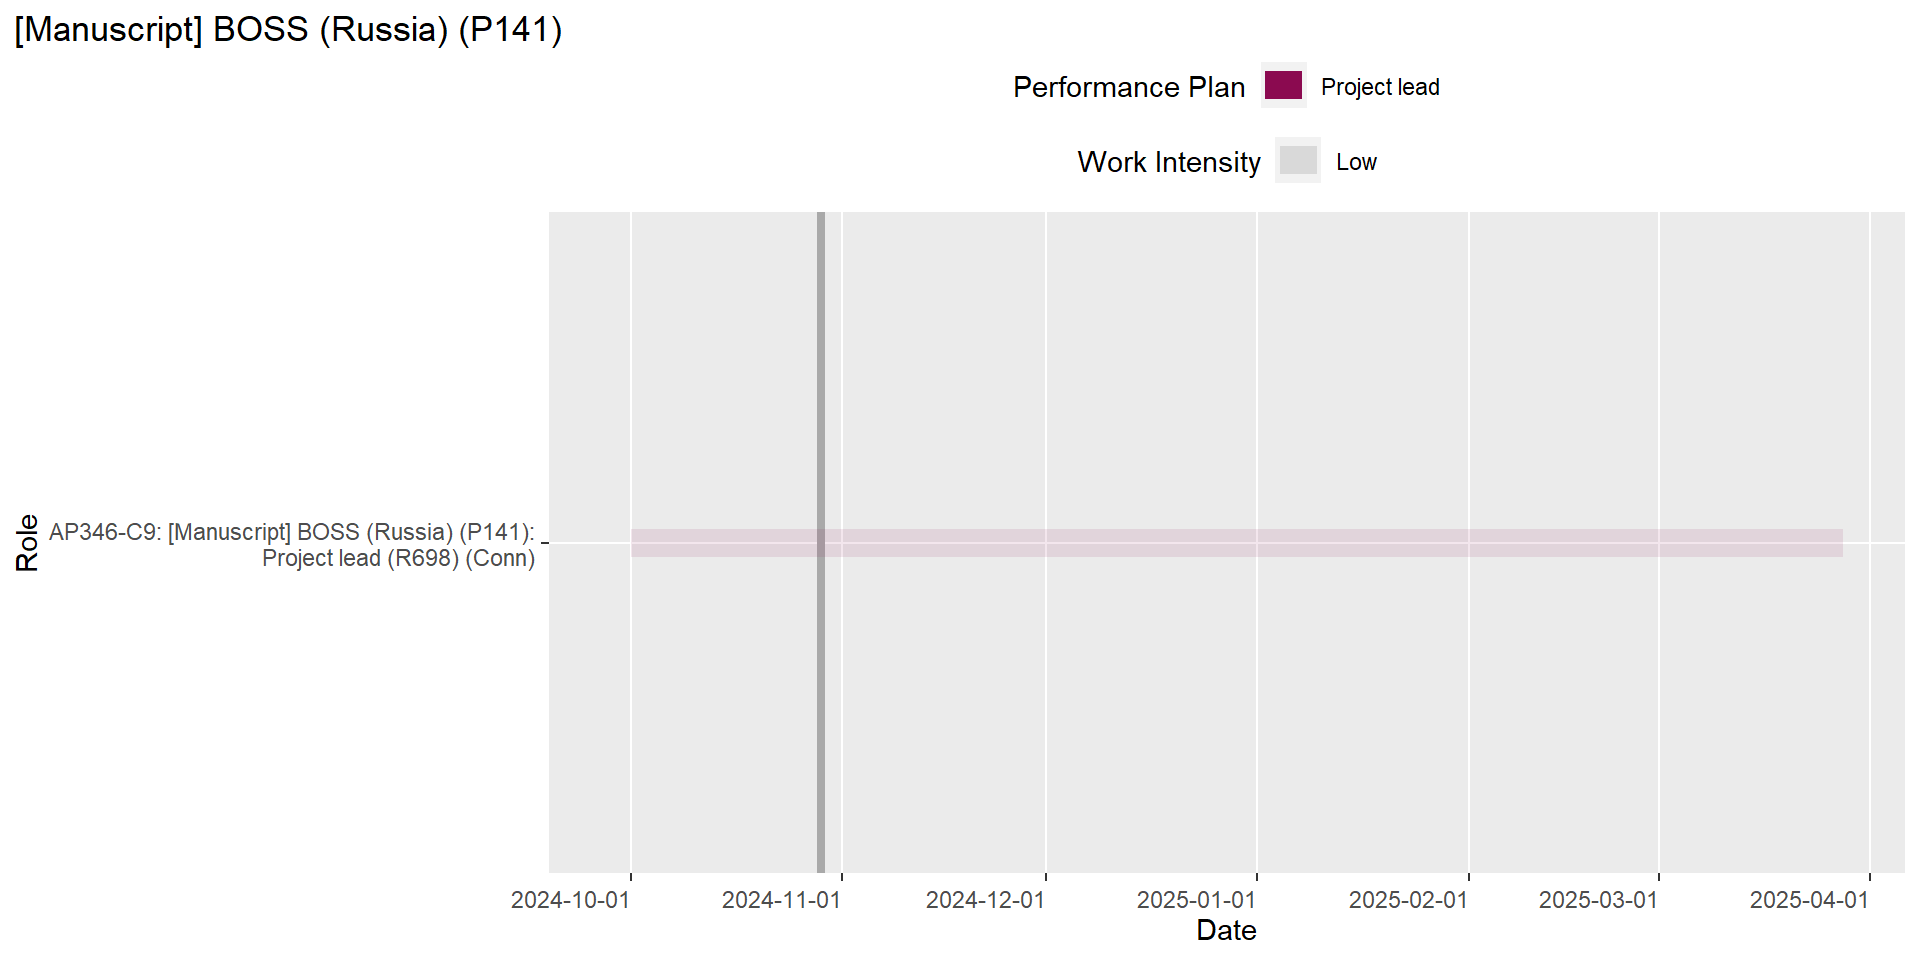 [Manuscript] BOSS (Russia) (P141)
Performance Plan Project lead
Work Intensity Low
Role
AP346-C9: [Manuscript] BOSS (Russia) (P141):
Project lead (R698) (Conn)
2024-10-01 2024-11-01 2024-12-01 2025-01-01 2025-02-01 2025-03-01 2025-04-01
Date